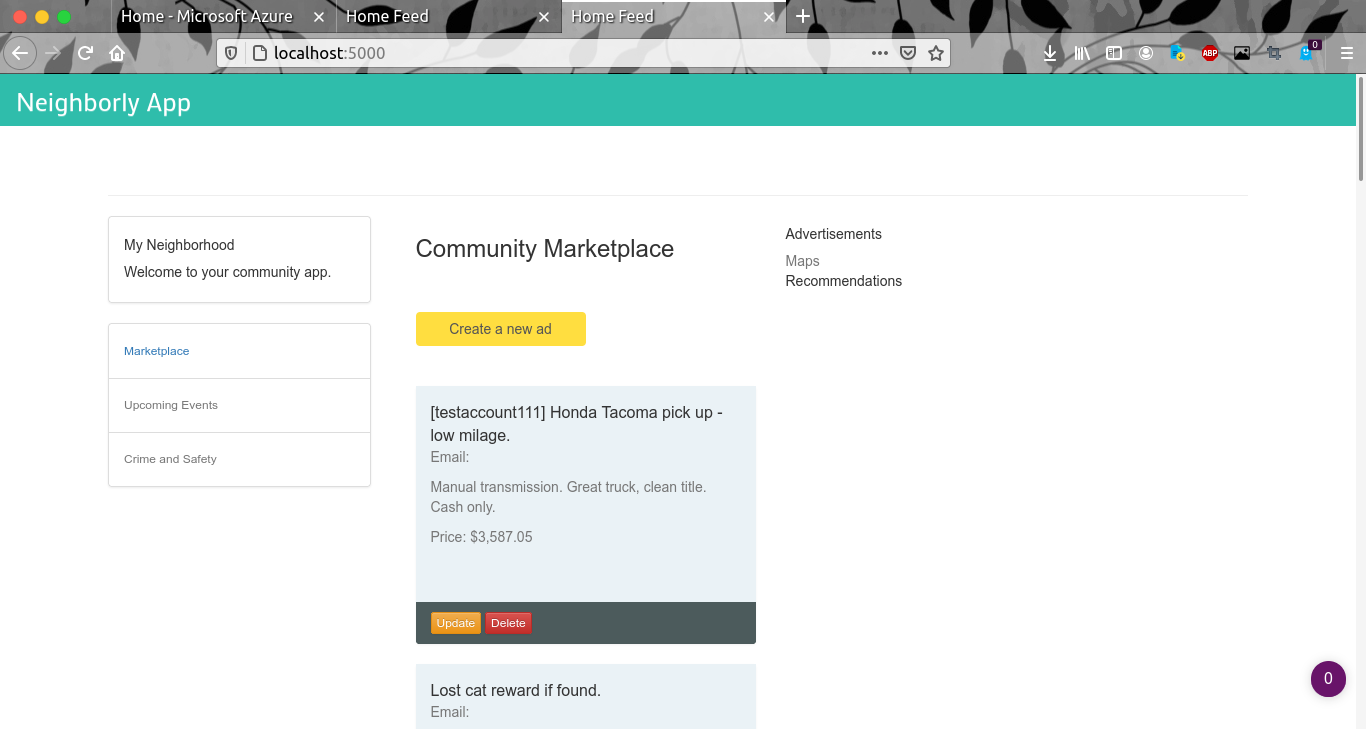 Home - Microsoft Azure
Home Feed
Home Feed
localhost:5000
ABP
0
Neighborly App
My Neighborhood
Welcome to your community app.
Marketplace
Upcoming Events
Crime and Safety
Community Marketplace
Create a new ad
[testaccount111] Honda Tacoma pick up -
low milage.
Email:
Manual transmission. Great truck, clean title.
Cash only.
Price: $3,587.05
Update Delete
Lost cat reward if found.
Email:
Advertisements
Maps
Recommendations
0